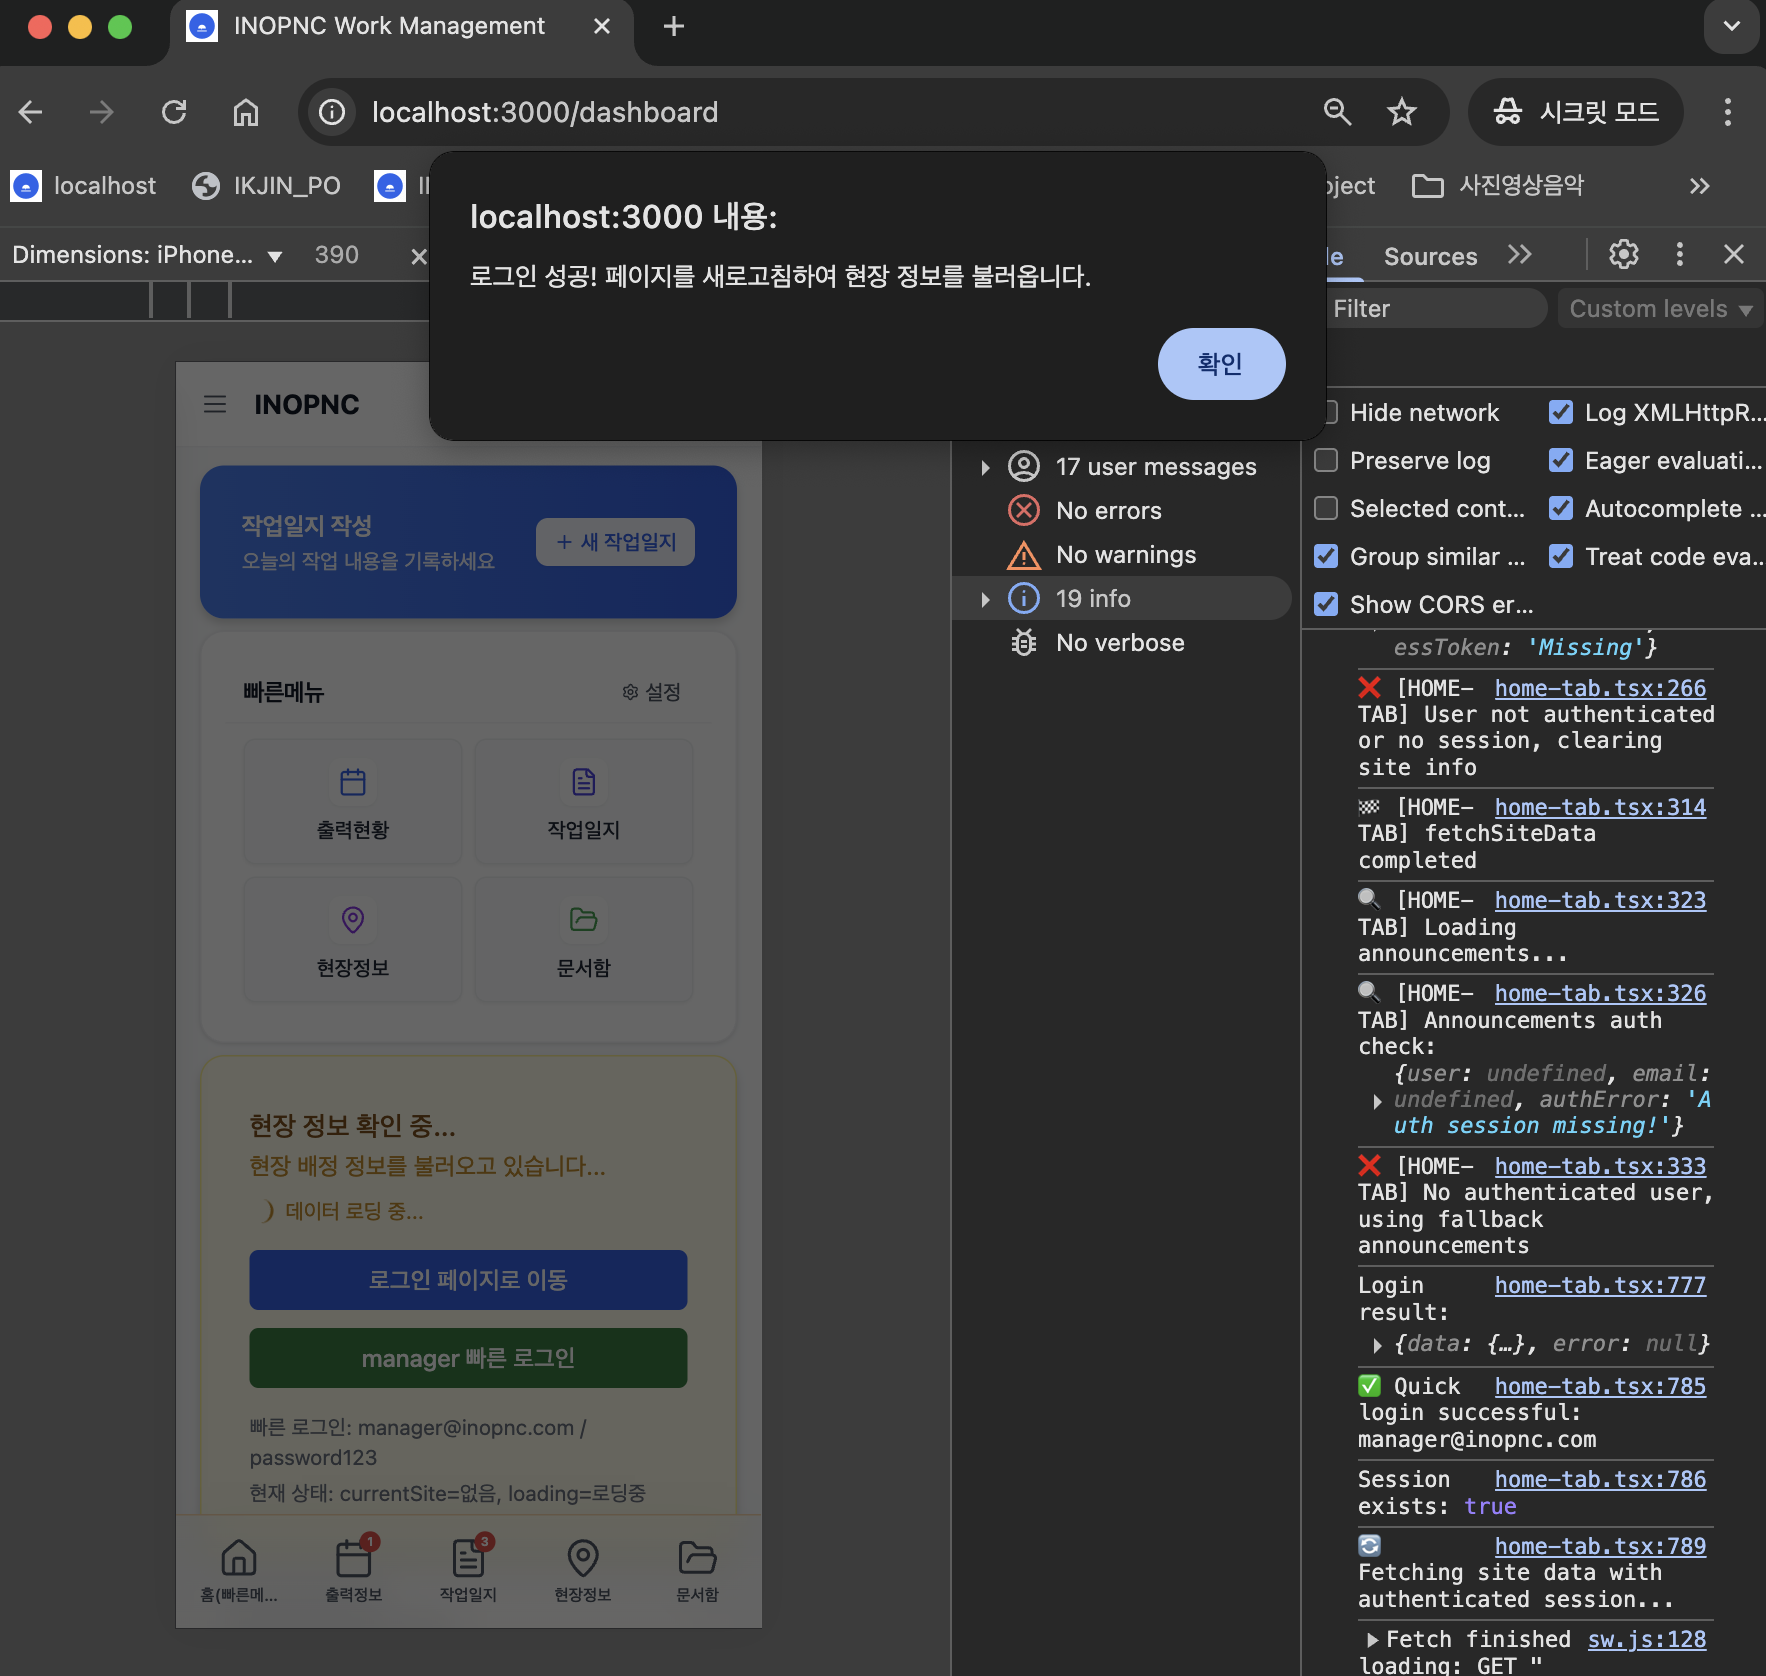 INOPNC Work Management
localhost:3000/dashboard
시크릿 모드
localhost
IKJIN_PO
사진영상음악
localhost:3000 내용:
로그인 성공! 페이지를 새로고침하여 현장 정보를 불러옵니다.
확인
Dimensions: iPhone...
390
Sources
Filter
Custom levels
INOPNC
Hide network
Log XMLHttpR...
Preserve log
Eager evaluati...
Selected cont...
Autocomplete ...
Group similar ...
Treat code eva...
Show CORS er...
17 user messages
No errors
No warnings
19 info
No verbose
작업일지 작성
오늘의 작업 내용을 기록하세요
+ 새 작업일지
빠른메뉴
설정
출력현황
작업일지
현장정보
문서함
현장 정보 확인 중...
현장 배정 정보를 불러오고 있습니다...
데이터 로딩 중...
로그인 페이지로 이동
manager 빠른 로그인
빠른 로그인: manager@inopnc.com /
password123
현재 상태: currentSite=없음, loading=로딩중
1
3
홈(빠른메...
출력정보
작업일지
현장정보
문서함
essToken: 'Missing'}
❌ [HOME- home-tab.tsx:266
TAB] User not authenticated
or no session, clearing
site info
🏁 [HOME- home-tab.tsx:314
TAB] fetchSiteData
completed
🔍 [HOME- home-tab.tsx:323
TAB] Loading
announcements...
🔍 [HOME- home-tab.tsx:326
TAB] Announcements auth
check:
{user: undefined, email:
undefined, authError: 'A
uth session missing!'}
❌ [HOME- home-tab.tsx:333
TAB] No authenticated user,
using fallback
announcements
Login home-tab.tsx:777
result:
{data: {…}, error: null}
✅ Quick home-tab.tsx:785
login successful:
manager@inopnc.com
Session home-tab.tsx:786
exists: true
🔄 home-tab.tsx:789
Fetching site data with
authenticated session...
Fetch finished sw.js:128
loading: GET "